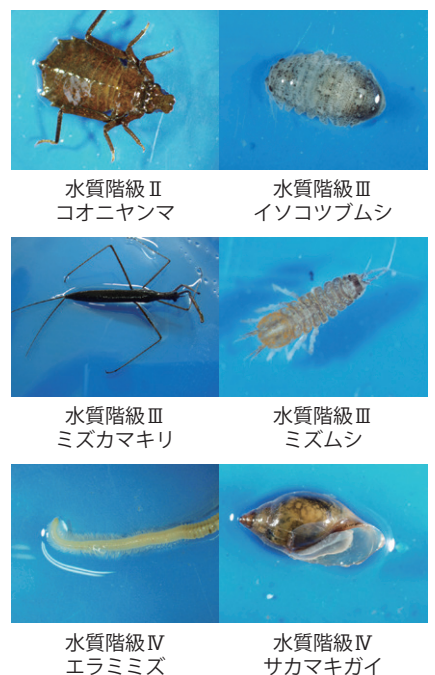 水質階級Ⅱ
コオニヤンマ
水質階級Ⅲ
イソコツブムシ
水質階級Ⅲ
ミズカマキリ
水質階級Ⅲ
ミズムシ
水質階級Ⅳ
エラミミズ
水質階級Ⅳ
サカマキガイ